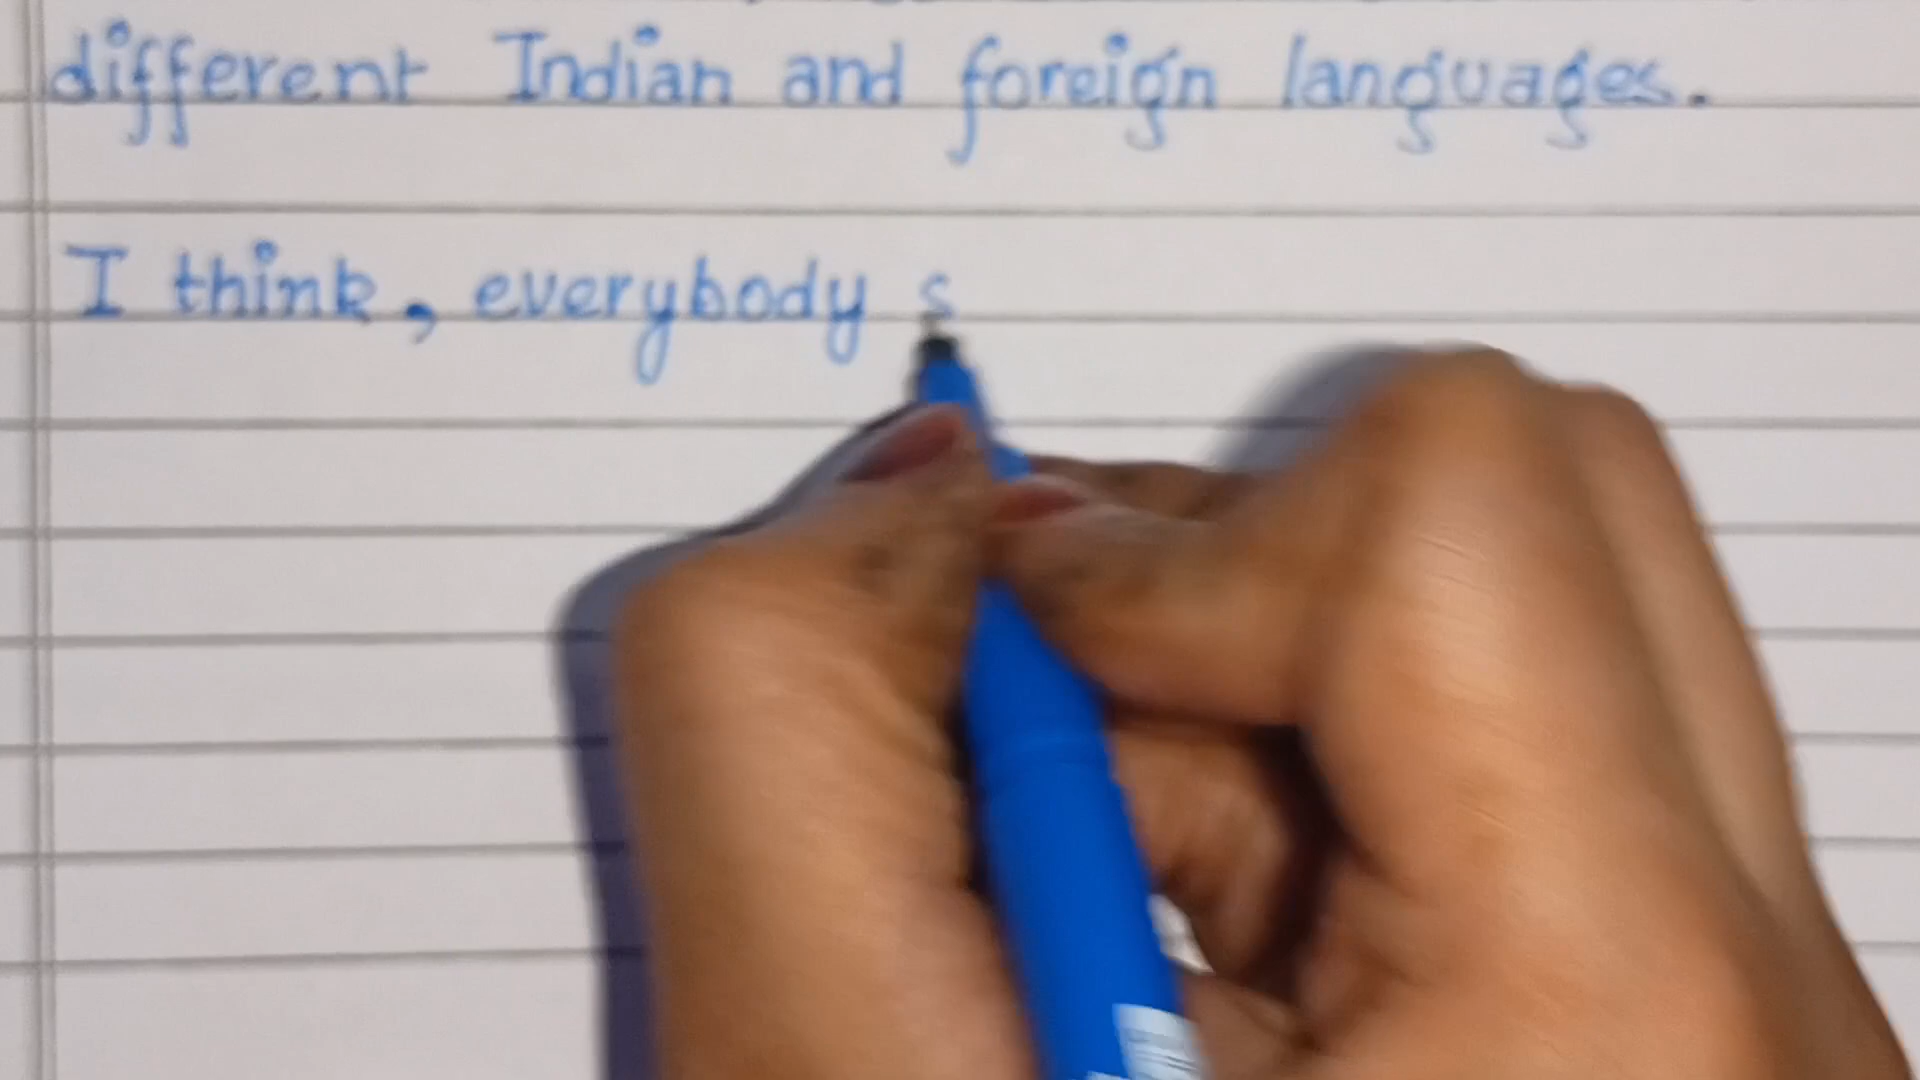 different Indian and foreign languages.
I think, everybody s